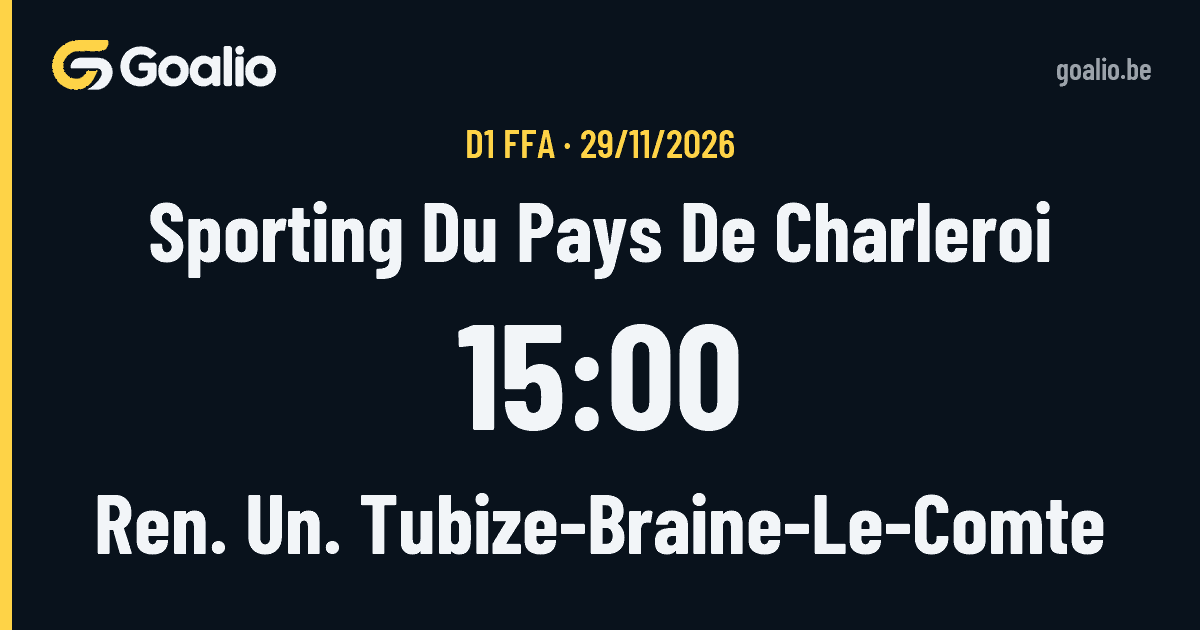 Goalio
goalio.be
D1 FFA · 29/11/2026
Sporting Du Pays De Charleroi
15:00
Ren. Un. Tubize-Braine-Le-Comte